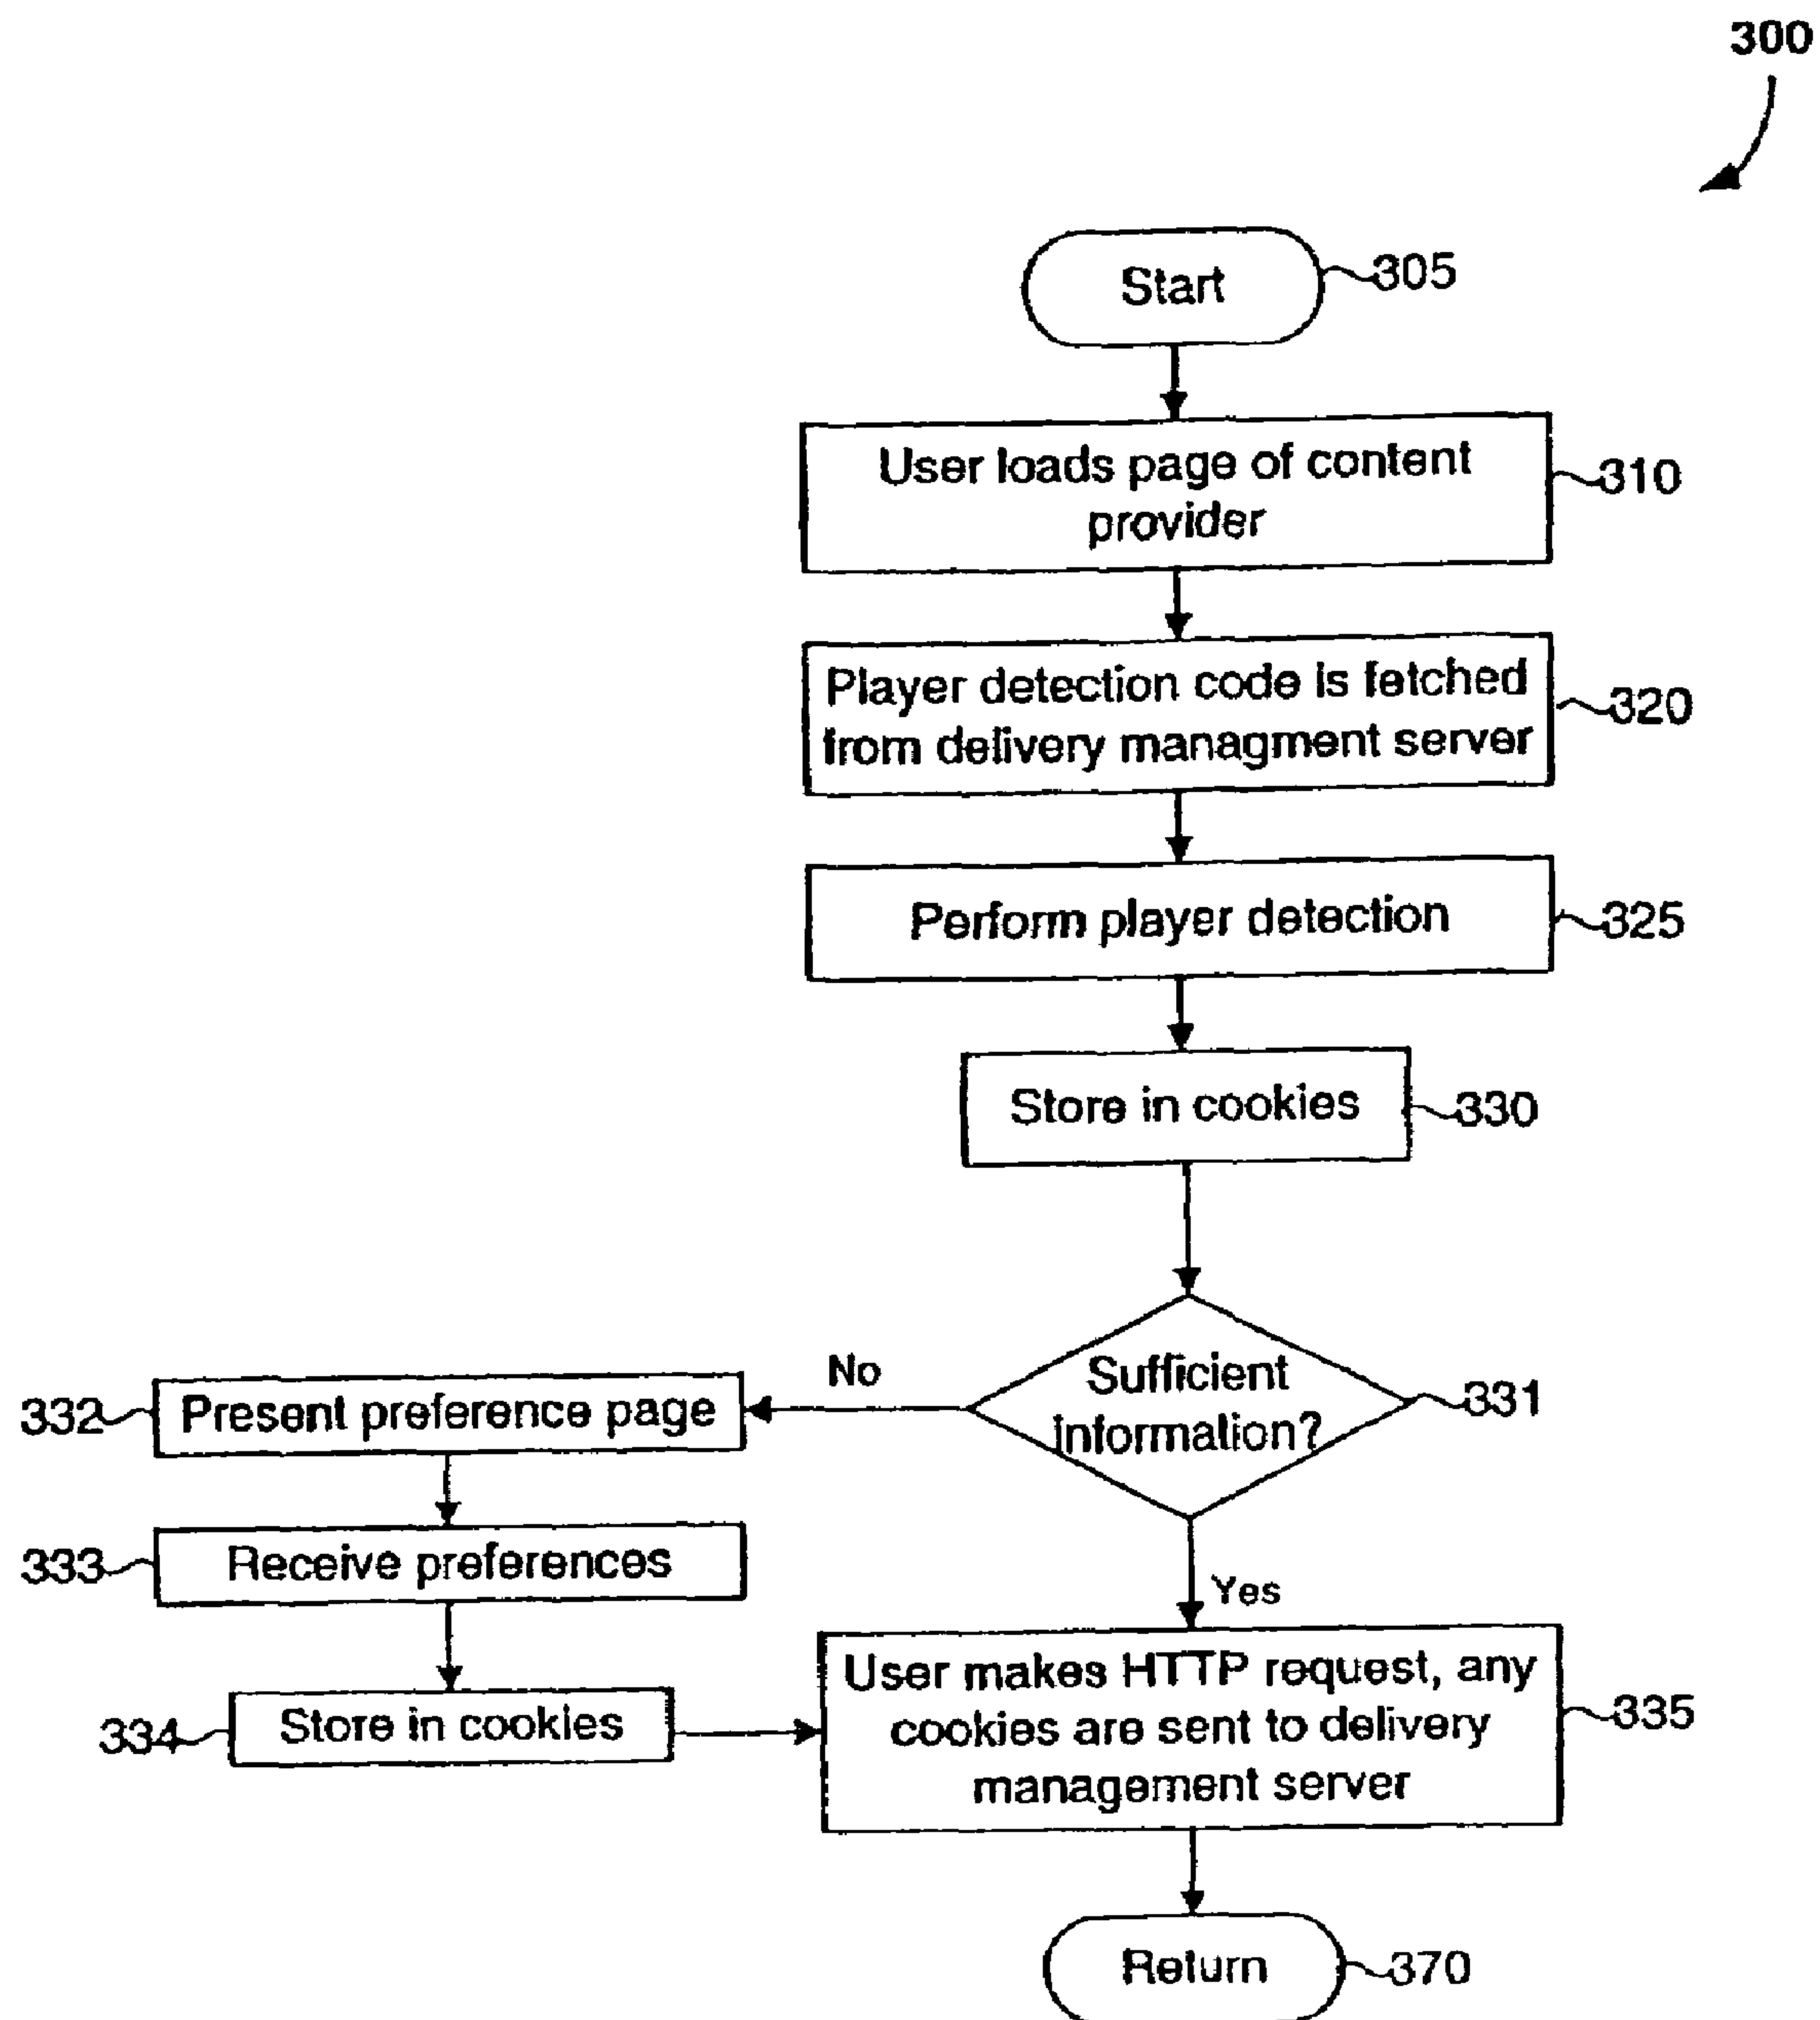 300
Start
305
User loads page of content
provider
310
Player detection code is fetched
from delivery managment server
320
Perform player detection
325
Store in cookies
330
Sufficient
information?
331
No
332
Present preference page
333
Receive preferences
Yes
334
Store in cookies
User makes HTTP request, any
cookies are sent to delivery
management server
335
Return
370